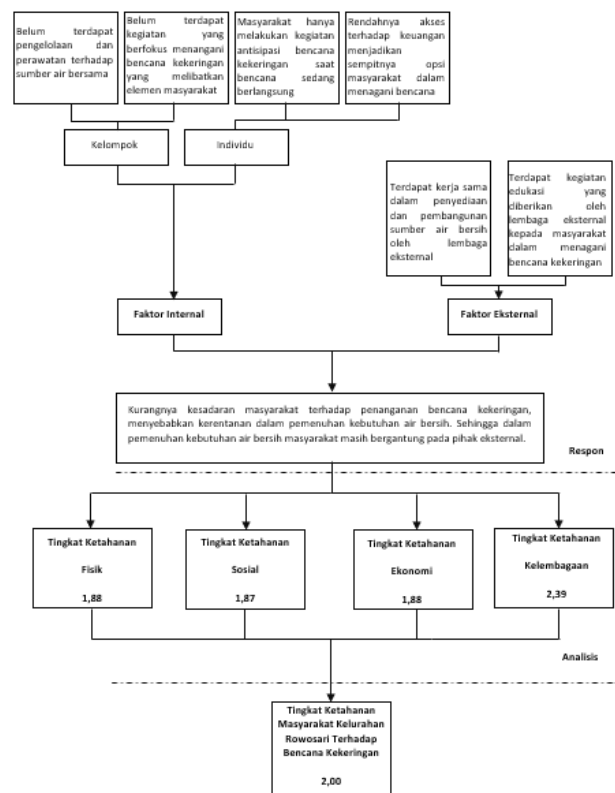 Belum terdapat
pengelolaan dan
perawatan terhadap
sumber air bersama
Belum terdapat
kegiatan yang
berfokus menangani
bencana kekeringan
yang melibatkan
elemen masyarakat
Masyarakat hanya
melakukan kegiatan
antisipasi bencana
kekeringan saat
bencana sedang
berlangsung
Rendahnya akses
terhadap keuangan
menjadikan
sempitnya opsi
masyarakat dalam
menagani bencana
Kelompok
Individu
Terdapat kerja sama
dalam penyediaan
dan pembangunan
sumber air bersih
oleh lembaga
eksternal
Terdapat kegiatan
edukasi yang
diberikan oleh
lembaga eksternal
kepada masyarakat
dalam menagani
bencana kekeringan
Faktor Internal
Faktor Eksternal
Kurangnya kesadaran masyarakat terhadap penanganan bencana kekeringan,
menyebabkan kerentanan dalam pemenuhan kebutuhan air bersih. Sehingga dalam
pemenuhan kebutuhan air bersih masyarakat masih bergantung pada pihak eksternal.
Respon
Tingkat Ketahanan
Fisik
1,88
Tingkat Ketahanan
Sosial
1,87
Tingkat Ketahanan
Ekonomi
1,88
Tingkat Ketahanan
Kelembagaan
2,39
Analisis
Tingkat Ketahanan
Masyarakat Kelurahan
Rowosari Terhadap
Bencana Kekeringan
2,00